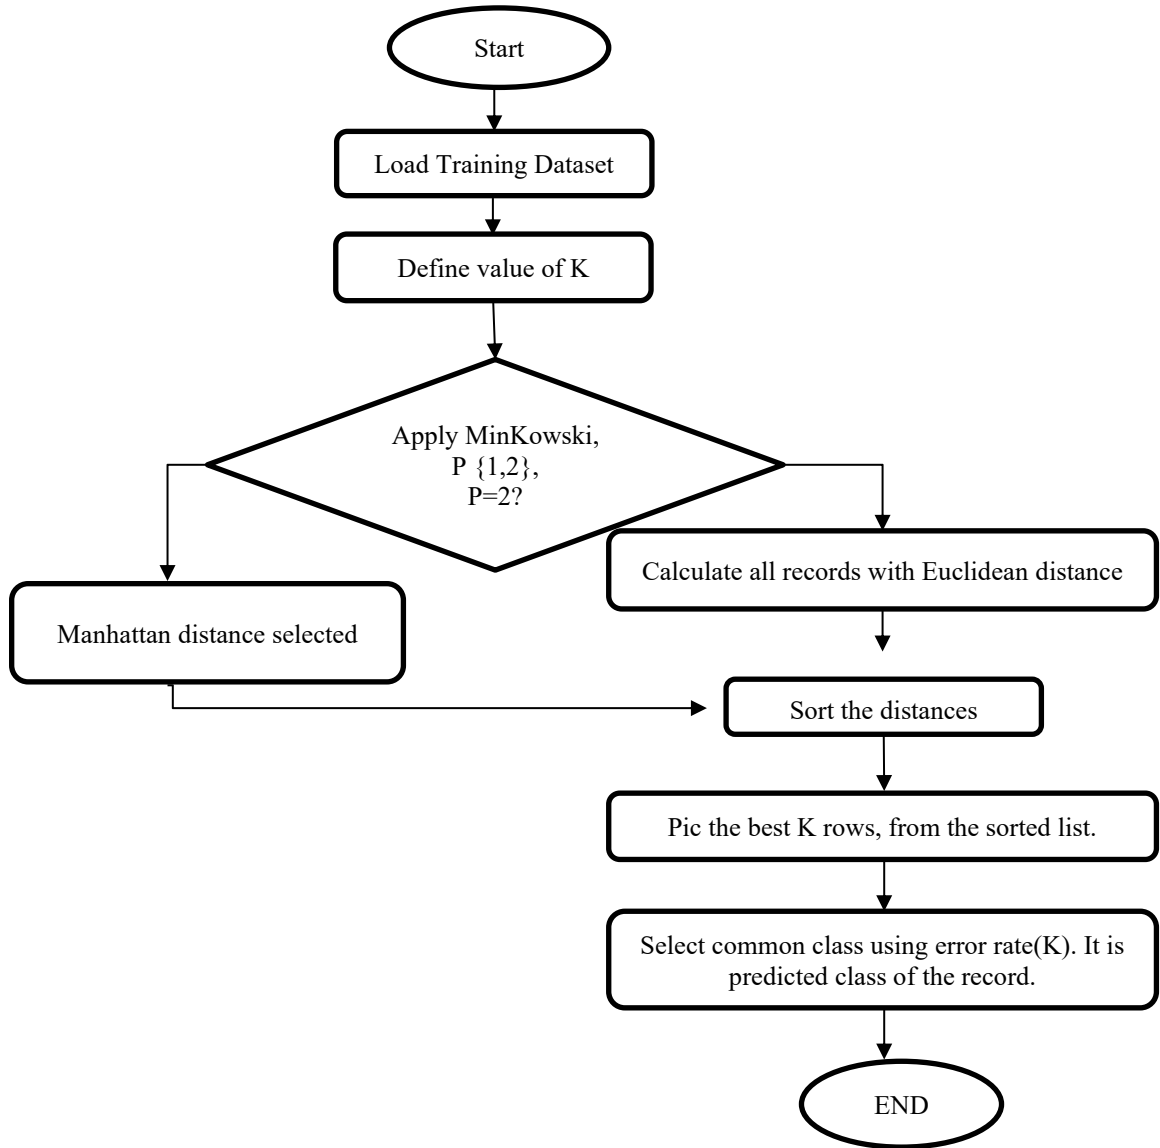 Start
Load Training Dataset
Define value of K
Apply MinKowski,
P {1,2},
P=2?
Calculate all records with Euclidean distance
Manhattan distance selected
Sort the distances
Pic the best K rows, from the sorted list.
Select common class using error rate(K). It is
predicted class of the record.
END